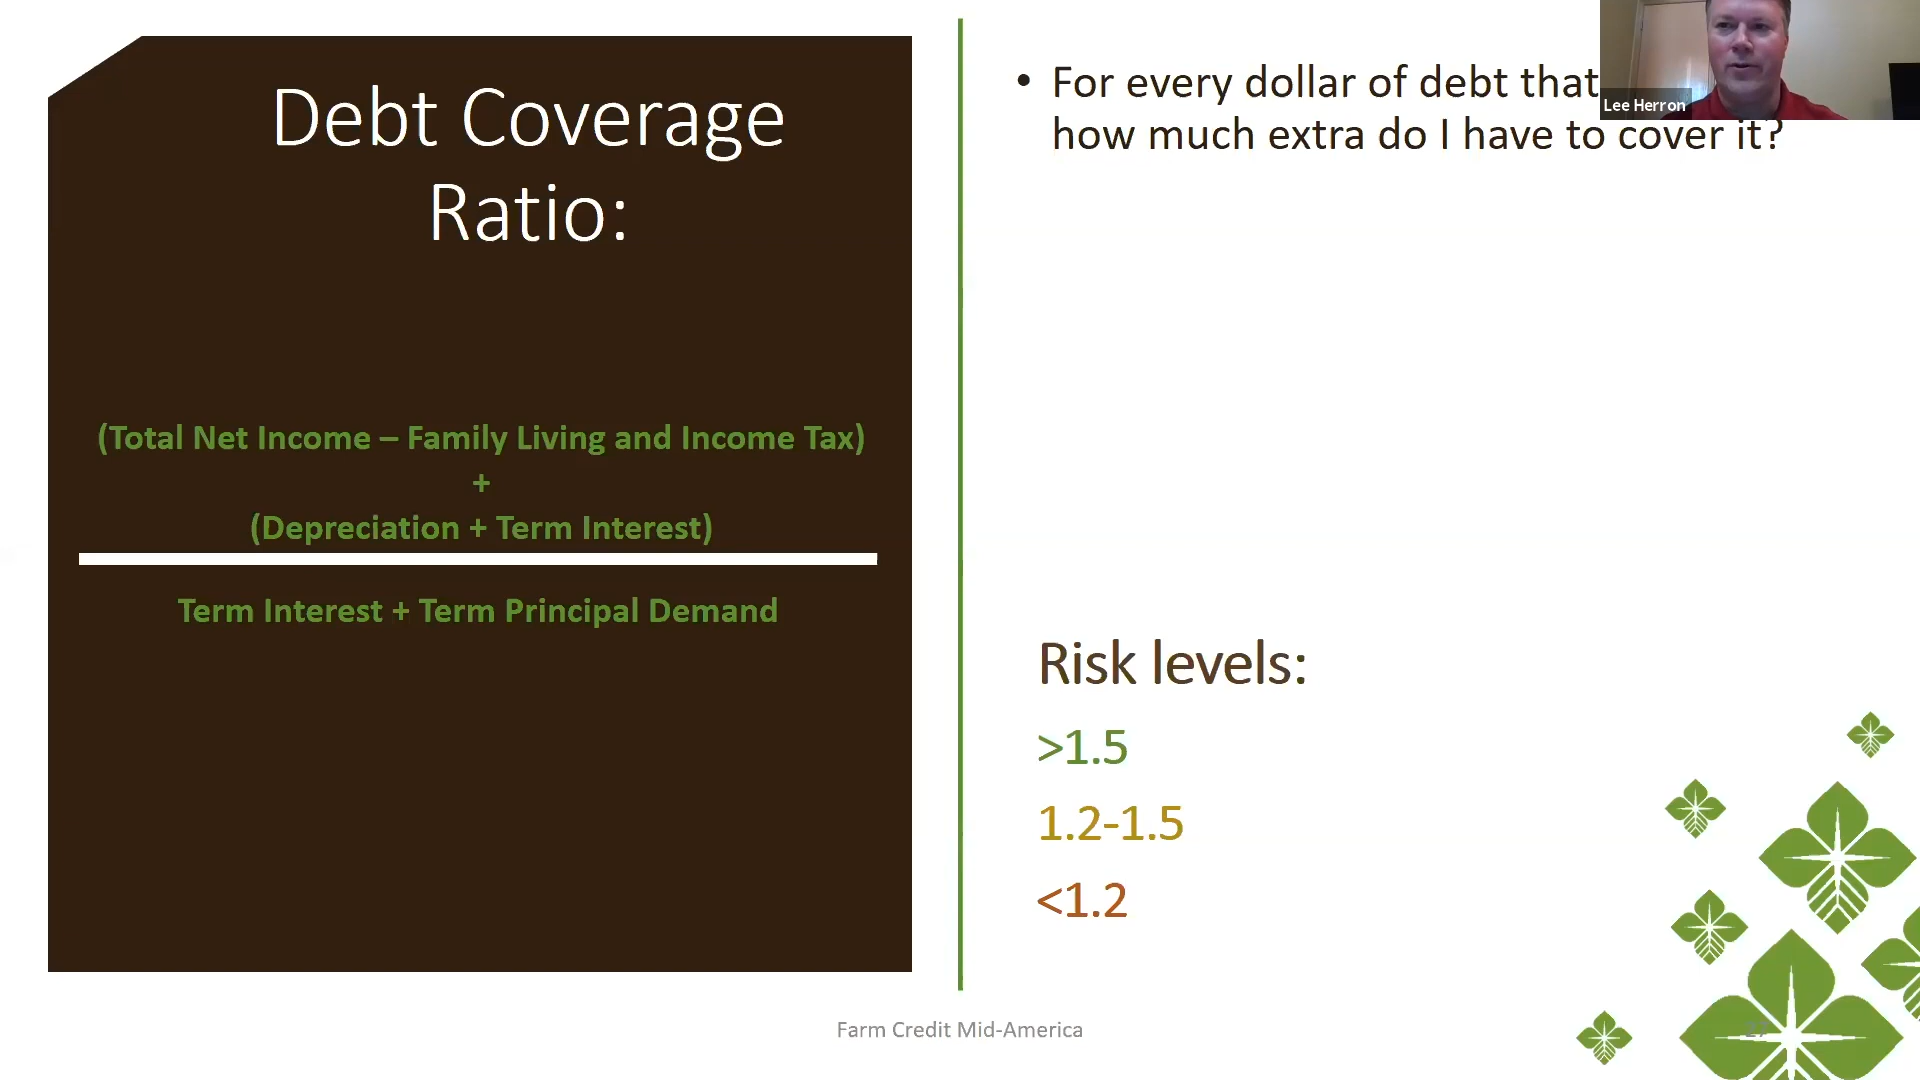 Debt Coverage
Ratio:
(Total Net Income – Family Living and Income Tax)
+
(Depreciation + Term Interest)
Term Interest + Term Principal Demand
• For every dollar of debt that
how much extra do I have to cover it?
Lee Herron
Risk levels:
>1.5
1.2-1.5
<1.2
Farm Credit Mid-America